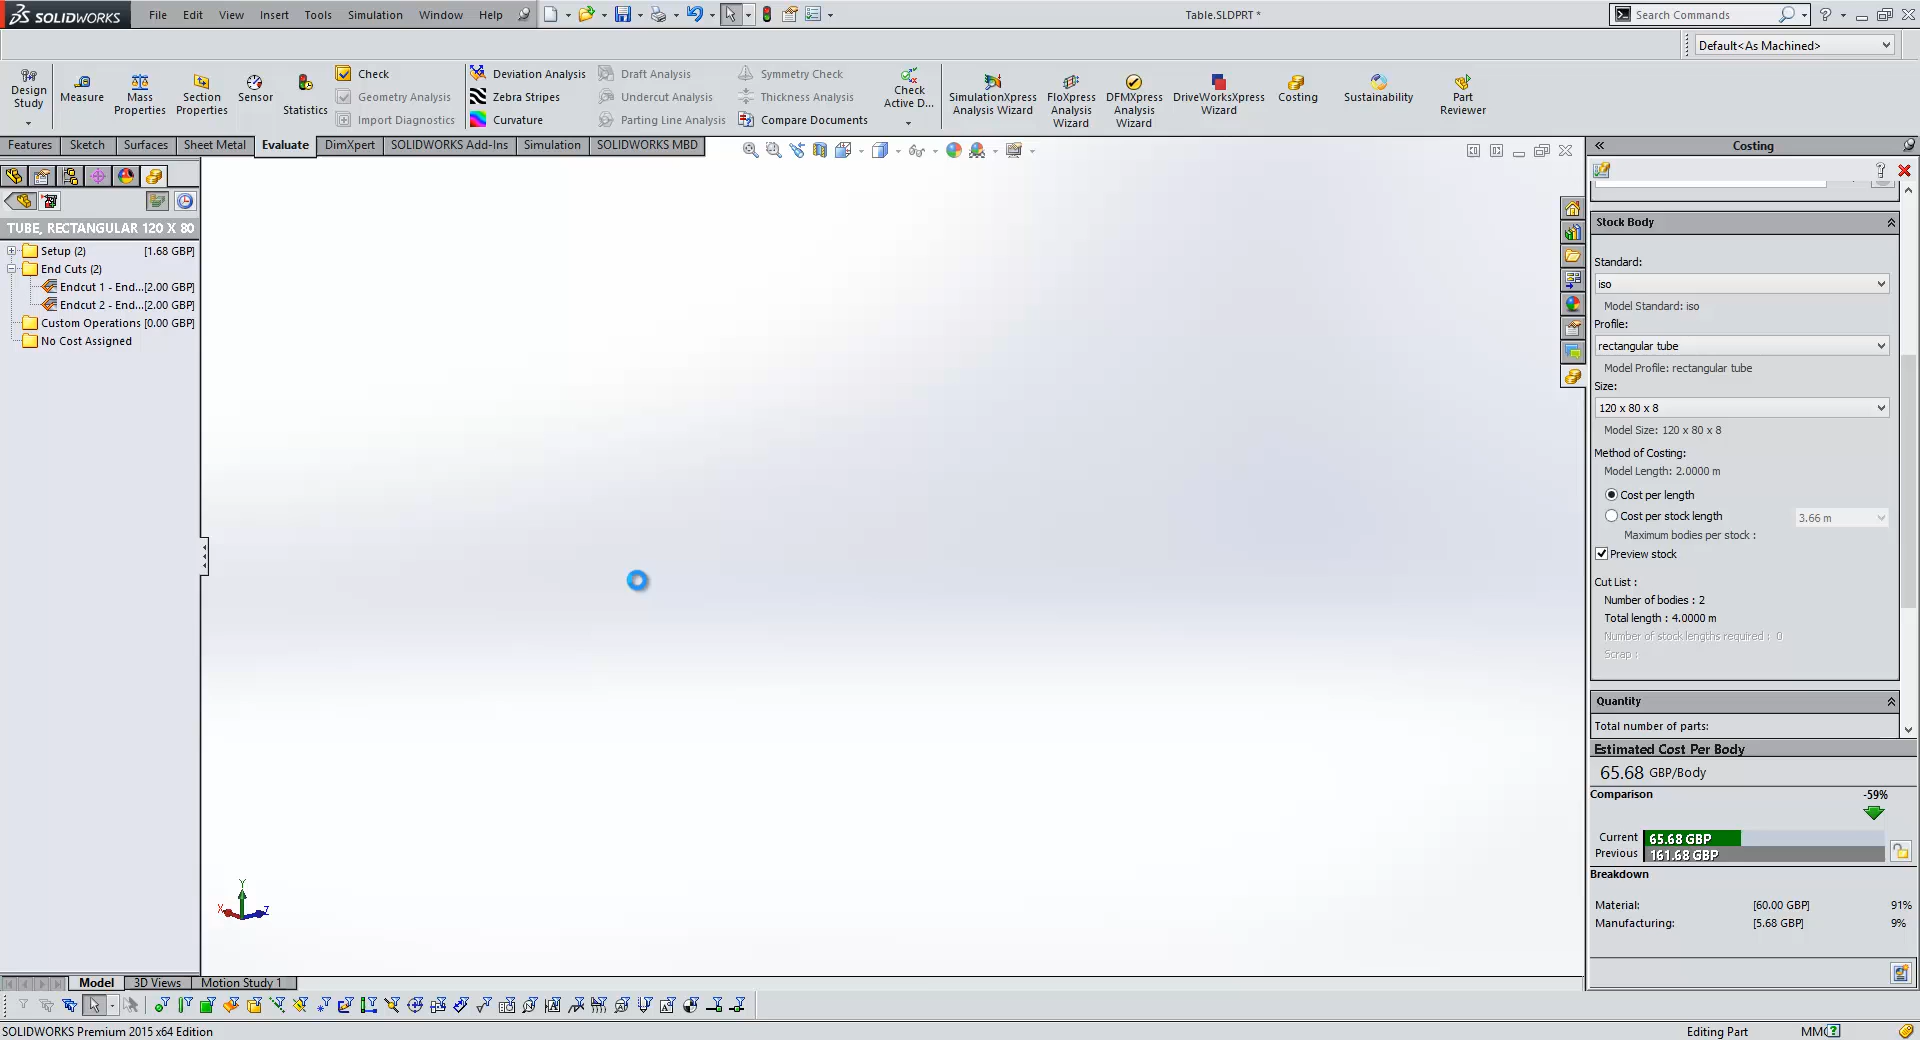 SOLIDWORKS File Edit View Insert Tools Simulation Window Help
Table.SLDPRT *
Search Commands
Default<As Machined>
Design Study
Measure
Mass Properties
Section Properties
Sensor
Statistics
Check
Geometry Analysis
Import Diagnostics
Deviation Analysis
Zebra Stripes
Curvature
Draft Analysis
Undercut Analysis
Parting Line Analysis
Symmetry Check
Thickness Analysis
Compare Documents
Check Active D...
SimulationXpress Analysis Wizard
FloXpress Analysis Wizard
DFMXpress Analysis Wizard
DriveWorksXpress Wizard
Costing
Sustainability
Part Reviewer
Features Sketch Surfaces Sheet Metal Evaluate DimXpert SOLIDWORKS Add-Ins Simulation SOLIDWORKS MBD
TUBE, RECTANGULAR 120 X 80
Setup (2) [1.68 GBP]
End Cuts (2)
Endcut 1 - End...[2.00 GBP]
Endcut 2 - End...[2.00 GBP]
Custom Operations [0.00 GBP]
No Cost Assigned
Y
X
Z
Costing
Stock Body
Standard:
iso
Model Standard: iso
Profile:
rectangular tube
Model Profile: rectangular tube
Size:
120 x 80 x 8
Model Size: 120 x 80 x 8
Method of Costing:
Model Length: 2.0000 m
Cost per length
Cost per stock length 3.66 m
Maximum bodies per stock :
Preview stock
Cut List :
Number of bodies : 2
Total length : 4.0000 m
Number of stock lengths required : 0
Scrap :
Quantity
Total number of parts:
Estimated Cost Per Body
65.68 GBP/Body
Comparison -59%
Current 65.68 GBP
Previous 161.68 GBP
Breakdown
Material: [60.00 GBP] 91%
Manufacturing: [5.68 GBP] 9%
Model 3D Views Motion Study 1
SOLIDWORKS Premium 2015 x64 Edition
Editing Part